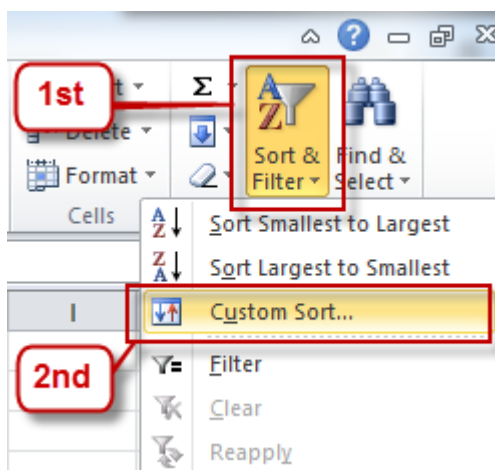 1st
Σ
Delete
Format
Sort &
Filter
Find &
Select
Cells
Sort Smallest to Largest
Sort Largest to Smallest
I
Custom Sort...
2nd
Filter
Clear
Reapply